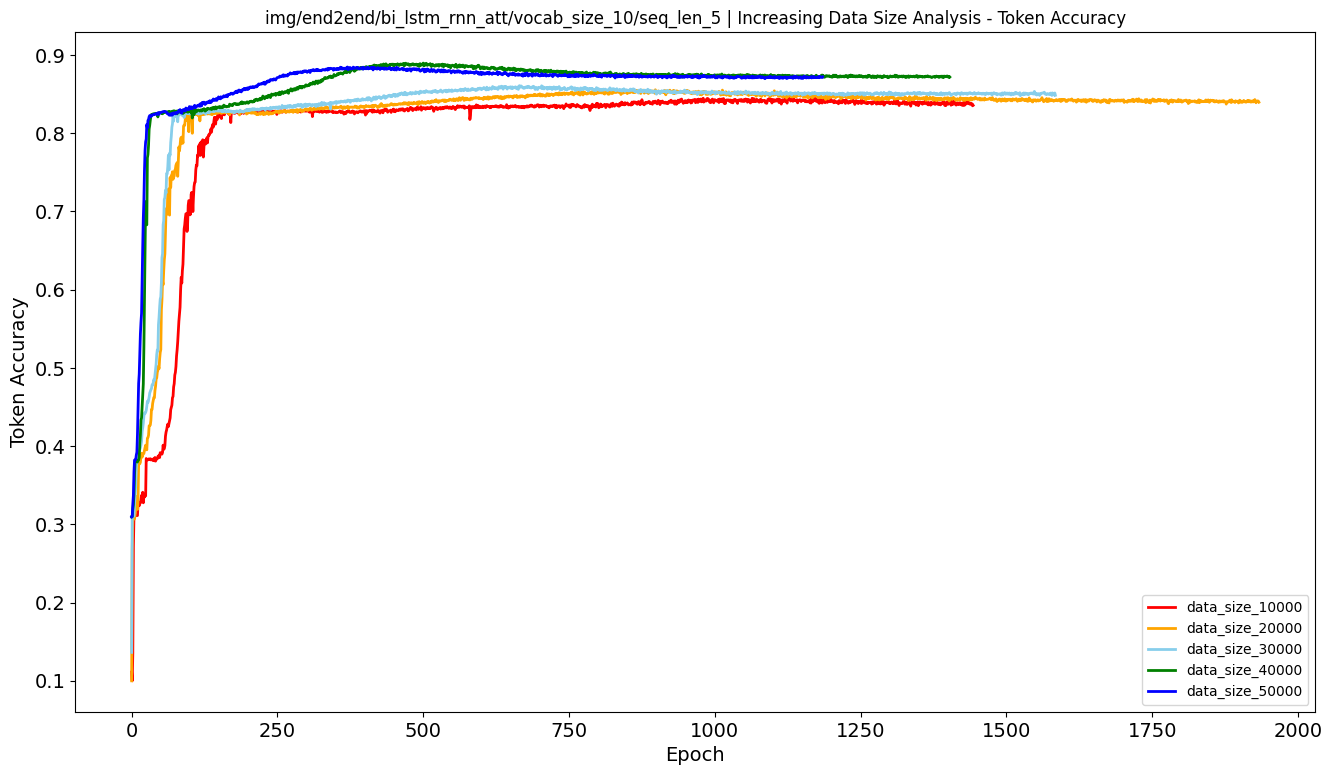 img/end2end/bi_lstm_rnn_att/vocab_size_10/seq_len_5 | Increasing Data Size Analysis - Token Accuracy
0.9
0.8
0.7
0.6
0.5
0.4
0.3
0.2
0.1
Token Accuracy
data_size_10000
data_size_20000
data_size_30000
data_size_40000
data_size_50000
0 250 500 750 1000 1250 1500 1750 2000
Epoch